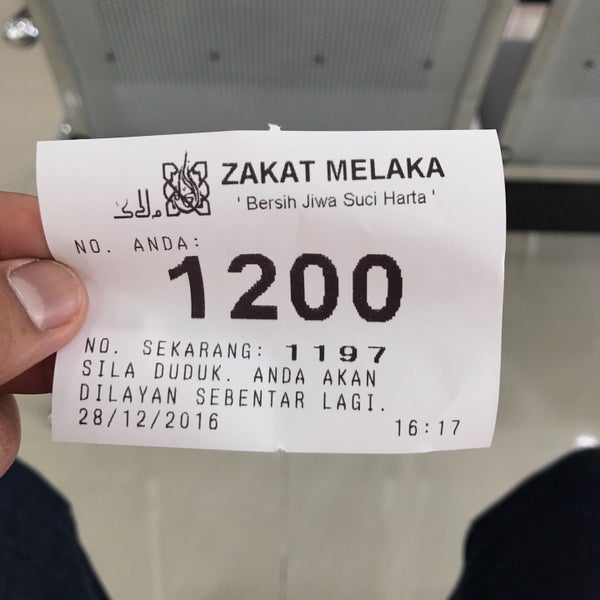 ZAKAT MELAKA
' Bersih Jiwa Suci Harta '
NO. ANDA:
1200
NO. SEKARANG: 1197
SILA DUDUK. ANDA AKAN
DILAYAN SEBENTAR LAGI.
28/12/2016 16:17